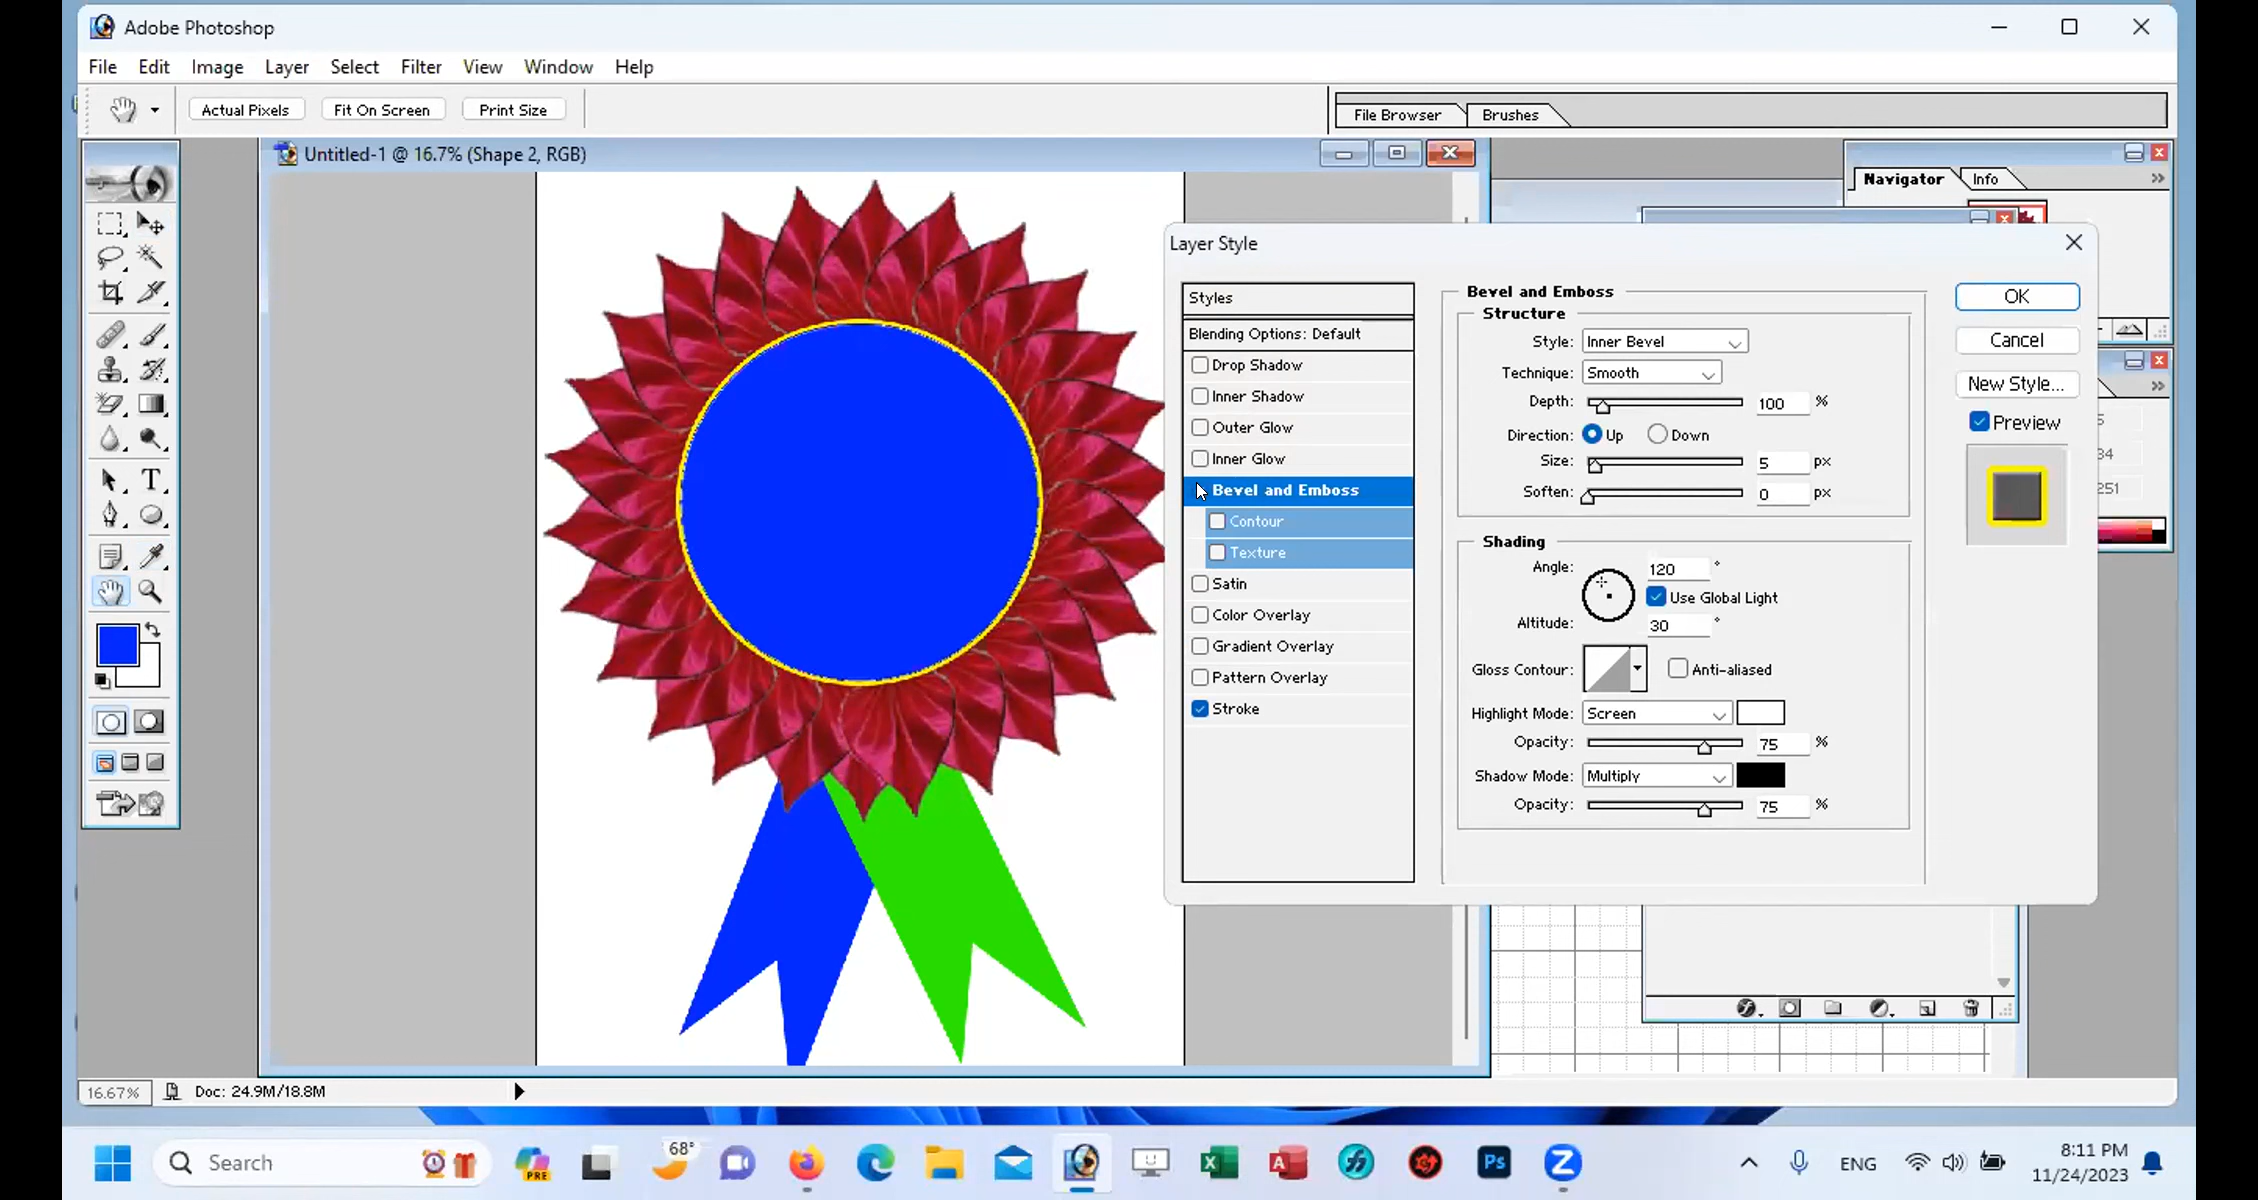 Adobe Photoshop
File Edit Image Layer Select Filter View Window Help
Actual Pixels Fit On Screen Print Size
File Browser Brushes
Untitled-1 @ 16.7% (Shape 2, RGB)
Navigator Info
Layer Style
Styles
Blending Options: Default
Drop Shadow
Inner Shadow
Outer Glow
Inner Glow
Bevel and Emboss
Contour
Texture
Satin
Color Overlay
Gradient Overlay
Pattern Overlay
Stroke
Bevel and Emboss
Structure
Style: Inner Bevel
Technique: Smooth
Depth: 100 %
Direction: Up Down
Size: 5 px
Soften: 0 px
Shading
Angle: 120 °
Use Global Light
Altitude: 30 °
Gloss Contour: Anti-aliased
Highlight Mode: Screen
Opacity: 75 %
Shadow Mode: Multiply
Opacity: 75 %
OK
Cancel
New Style...
Preview
251
T
16.67% Doc: 24.9M/18.8M
Search
PRE
68°
Ps
ENG
8:11 PM
11/24/2023